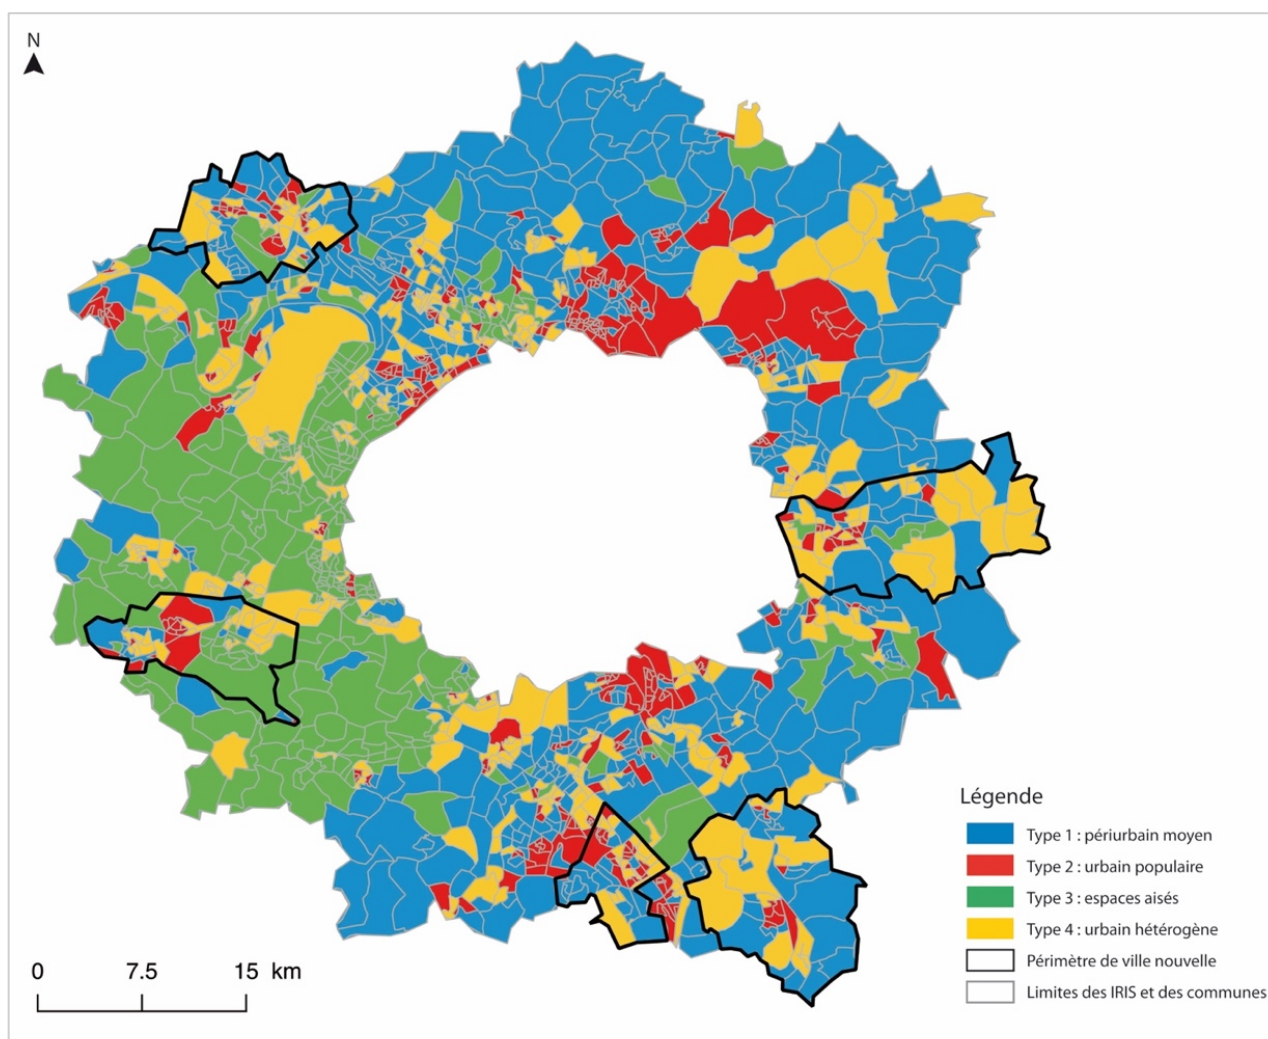 N
Légende
Type 1 : périurbain moyen
Type 2 : urbain populaire
Type 3 : espaces aisés
Type 4 : urbain hétérogène
Périmètre de ville nouvelle
Limites des IRIS et des communes
0 7.5 15 km